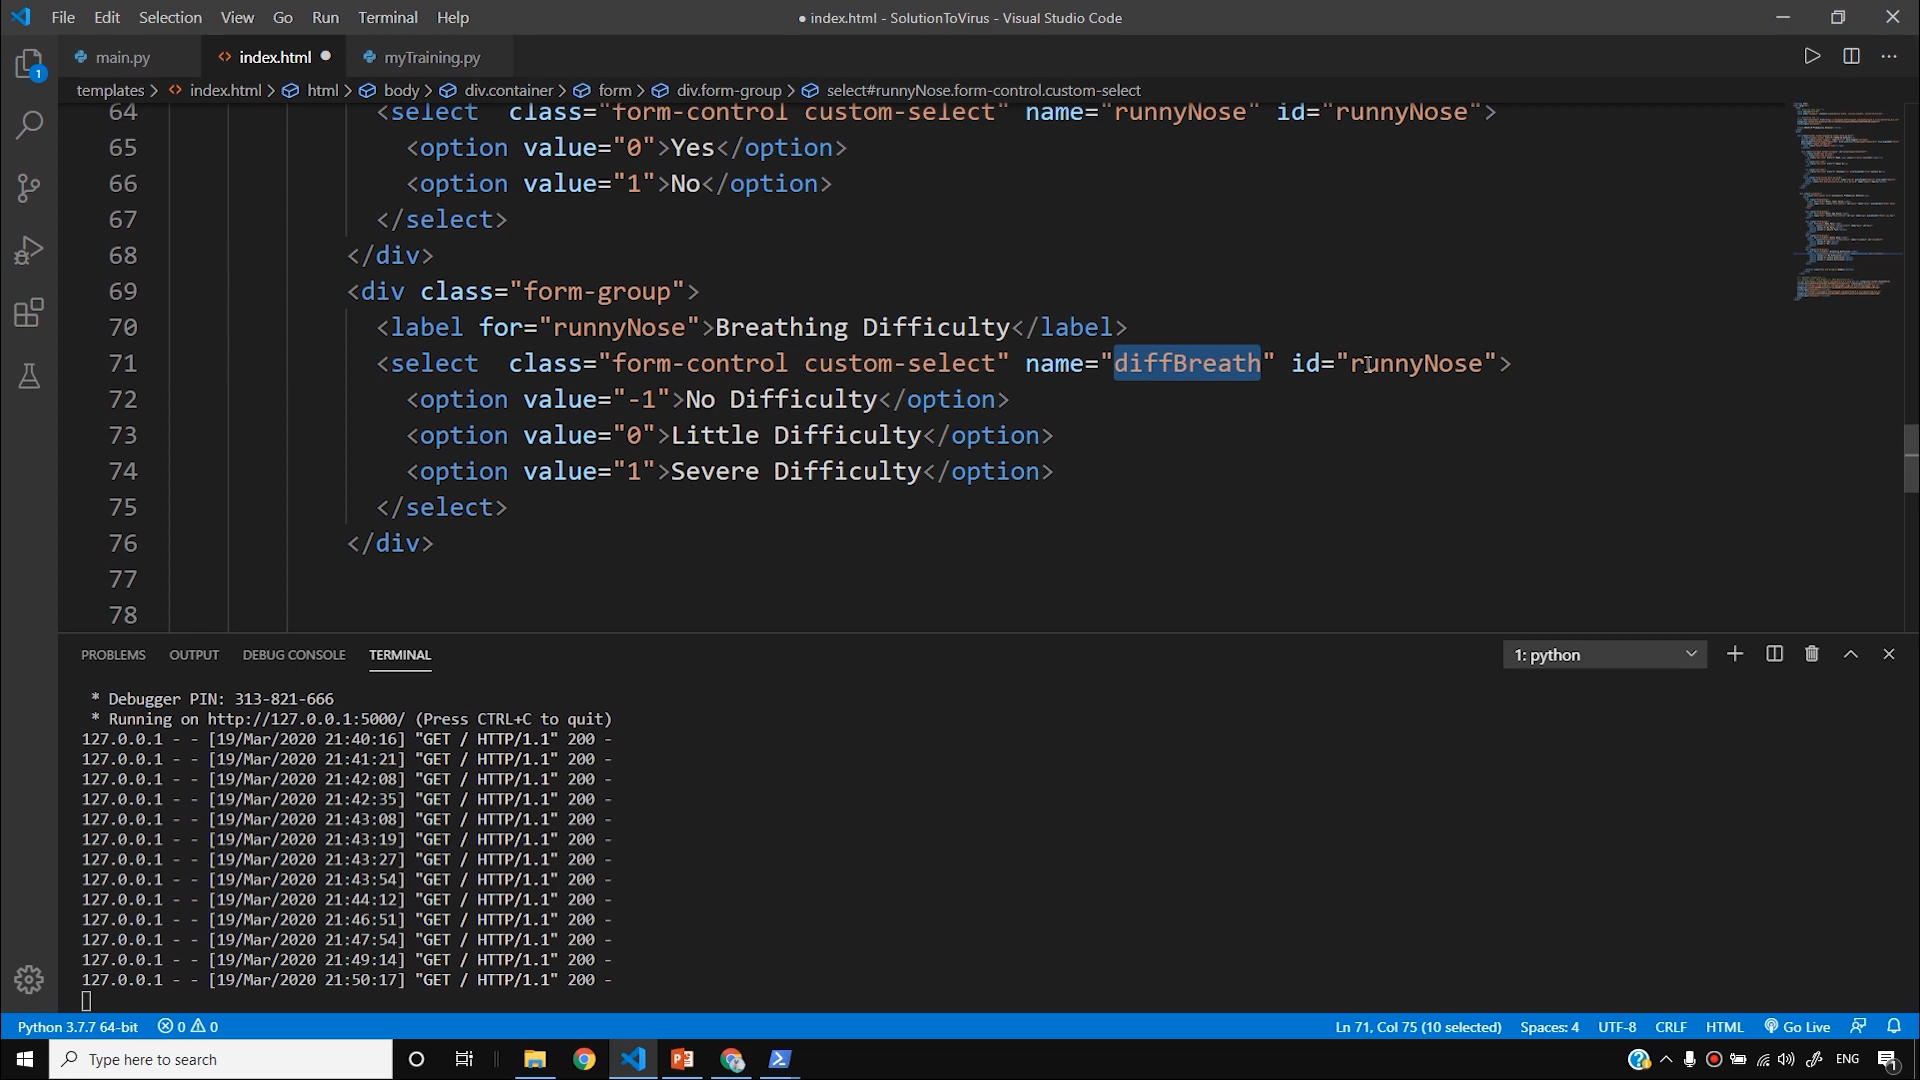 File Edit Selection View Go Run Terminal Help
● index.html - SolutionToVirus - Visual Studio Code
main.py
<> index.html ●
myTraining.py
templates > <> index.html > html > body > div.container > form > div.form-group > select#runnyNose.form-control.custom-select
64 <select  class="form-control custom-select" name="runnyNose" id="runnyNose">
65 <option value="0">Yes</option>
66 <option value="1">No</option>
67 </select>
68 </div>
69 <div class="form-group">
70 <label for="runnyNose">Breathing Difficulty</label>
71 <select  class="form-control custom-select" name="diffBreath" id="runnyNose">
72 <option value="-1">No Difficulty</option>
73 <option value="0">Little Difficulty</option>
74 <option value="1">Severe Difficulty</option>
75 </select>
76 </div>
77
78
1
PROBLEMS OUTPUT DEBUG CONSOLE TERMINAL
1: python
* Debugger PIN: 313-821-666
* Running on http://127.0.0.1:5000/ (Press CTRL+C to quit)
127.0.0.1 - - [19/Mar/2020 21:40:16] "GET / HTTP/1.1" 200 -
127.0.0.1 - - [19/Mar/2020 21:41:21] "GET / HTTP/1.1" 200 -
127.0.0.1 - - [19/Mar/2020 21:42:08] "GET / HTTP/1.1" 200 -
127.0.0.1 - - [19/Mar/2020 21:42:35] "GET / HTTP/1.1" 200 -
127.0.0.1 - - [19/Mar/2020 21:43:08] "GET / HTTP/1.1" 200 -
127.0.0.1 - - [19/Mar/2020 21:43:19] "GET / HTTP/1.1" 200 -
127.0.0.1 - - [19/Mar/2020 21:43:27] "GET / HTTP/1.1" 200 -
127.0.0.1 - - [19/Mar/2020 21:43:54] "GET / HTTP/1.1" 200 -
127.0.0.1 - - [19/Mar/2020 21:44:12] "GET / HTTP/1.1" 200 -
127.0.0.1 - - [19/Mar/2020 21:46:51] "GET / HTTP/1.1" 200 -
127.0.0.1 - - [19/Mar/2020 21:47:54] "GET / HTTP/1.1" 200 -
127.0.0.1 - - [19/Mar/2020 21:49:14] "GET / HTTP/1.1" 200 -
127.0.0.1 - - [19/Mar/2020 21:50:17] "GET / HTTP/1.1" 200 -
Python 3.7.7 64-bit 0 0 Ln 71, Col 75 (10 selected) Spaces: 4 UTF-8 CRLF HTML Go Live
Type here to search ENG 1